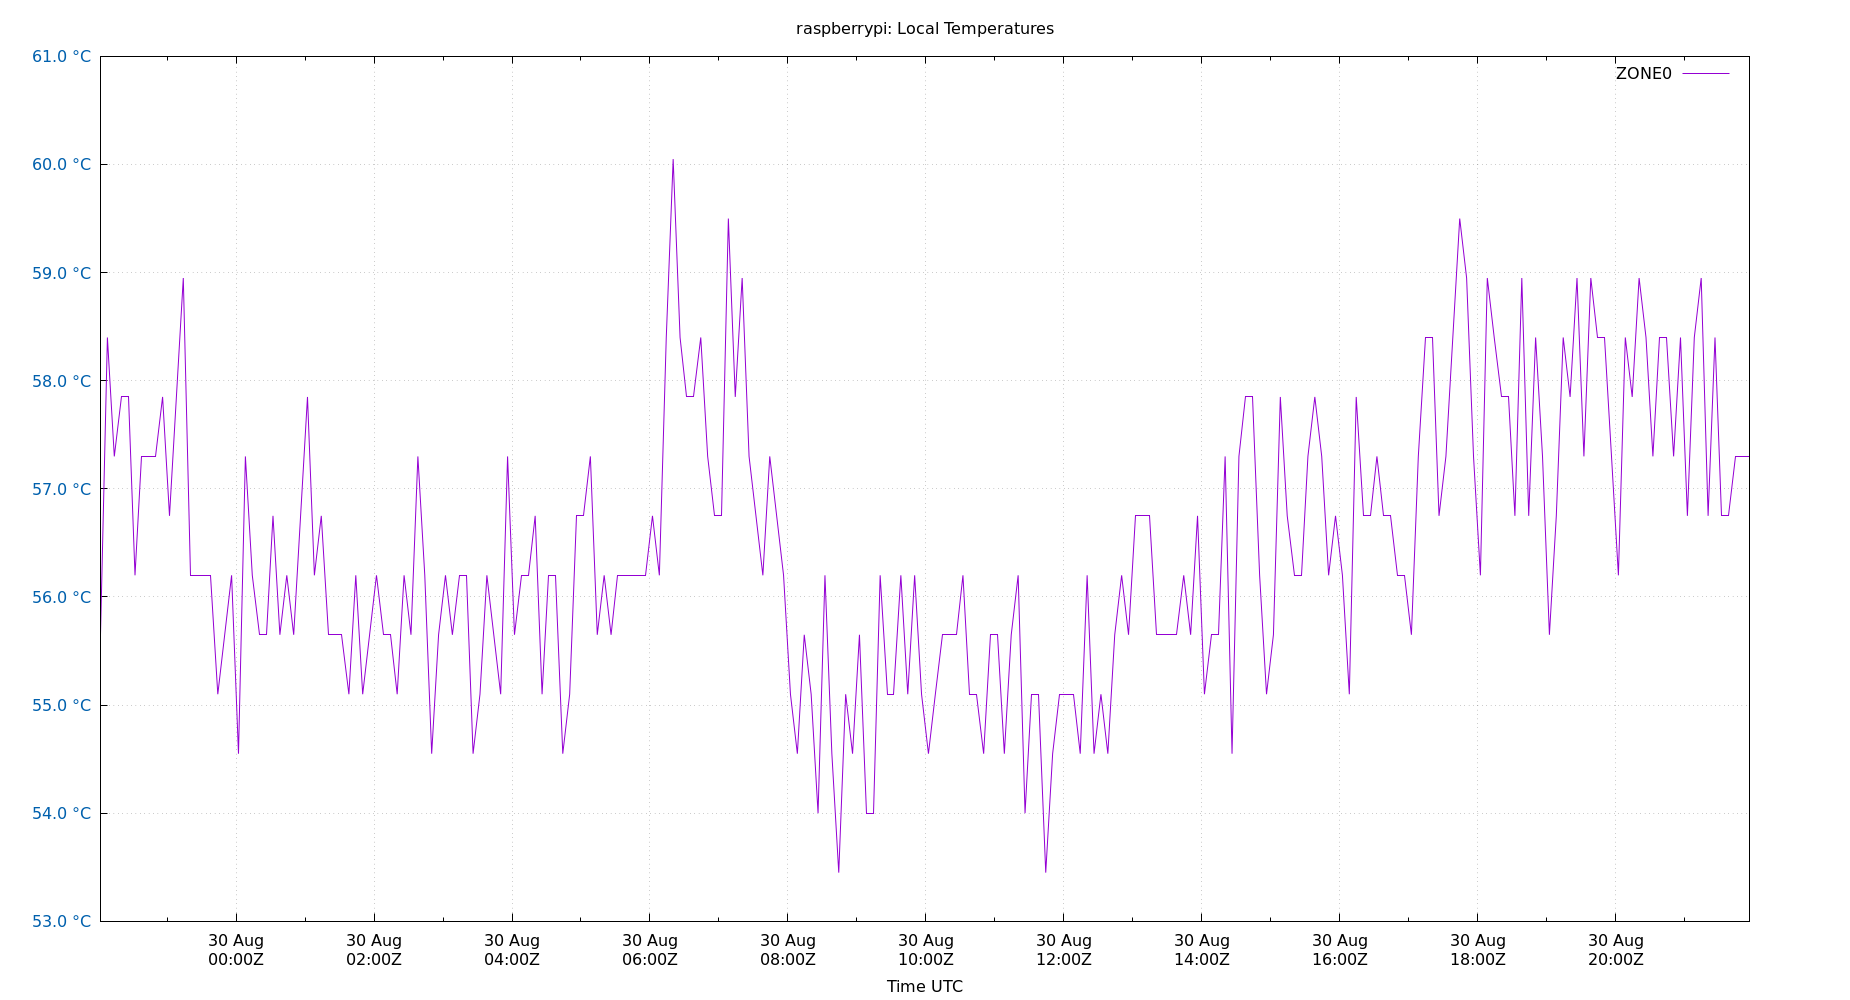 raspberrypi: Local Temperatures
61.0 °C
60.0 °C
59.0 °C
58.0 °C
57.0 °C
56.0 °C
55.0 °C
54.0 °C
53.0 °C
ZONE0
30 Aug
00:00Z
30 Aug
02:00Z
30 Aug
04:00Z
30 Aug
06:00Z
30 Aug
08:00Z
30 Aug
10:00Z
30 Aug
12:00Z
30 Aug
14:00Z
30 Aug
16:00Z
30 Aug
18:00Z
30 Aug
20:00Z
Time UTC